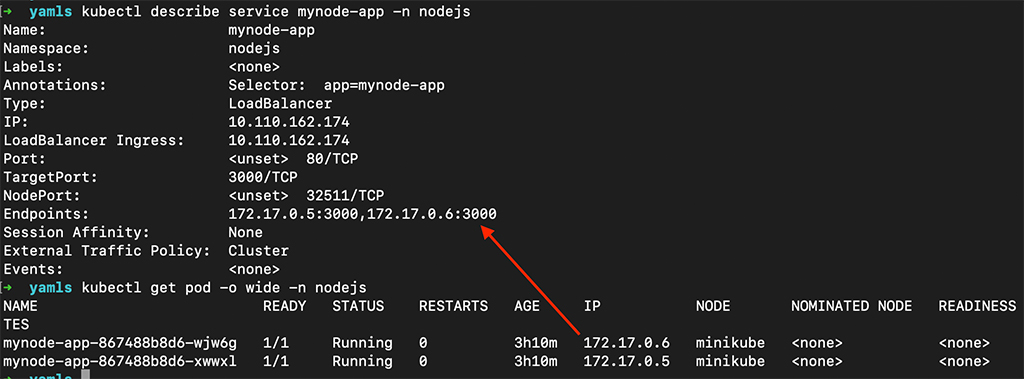 [➜  yamls kubectl describe service mynode-app -n nodejs
Name:                     mynode-app
Namespace:                nodejs
Labels:                   <none>
Annotations:              Selector:  app=mynode-app
Type:                     LoadBalancer
IP:                       10.110.162.174
LoadBalancer Ingress:     10.110.162.174
Port:                     <unset>  80/TCP
TargetPort:               3000/TCP
NodePort:                 <unset>  32511/TCP
Endpoints:                172.17.0.5:3000,172.17.0.6:3000
Session Affinity:         None
External Traffic Policy:  Cluster
Events:                   <none>
[➜  yamls kubectl get pod -o wide -n nodejs
NAME                          READY   STATUS    RESTARTS   AGE     IP           NODE       NOMINATED NODE   READINESS
TES
mynode-app-867488b8d6-wjw6g   1/1     Running   0          3h10m   172.17.0.6   minikube   <none>           <none>
mynode-app-867488b8d6-xwwxl   1/1     Running   0          3h10m   172.17.0.5   minikube   <none>           <none>
➜  yamls